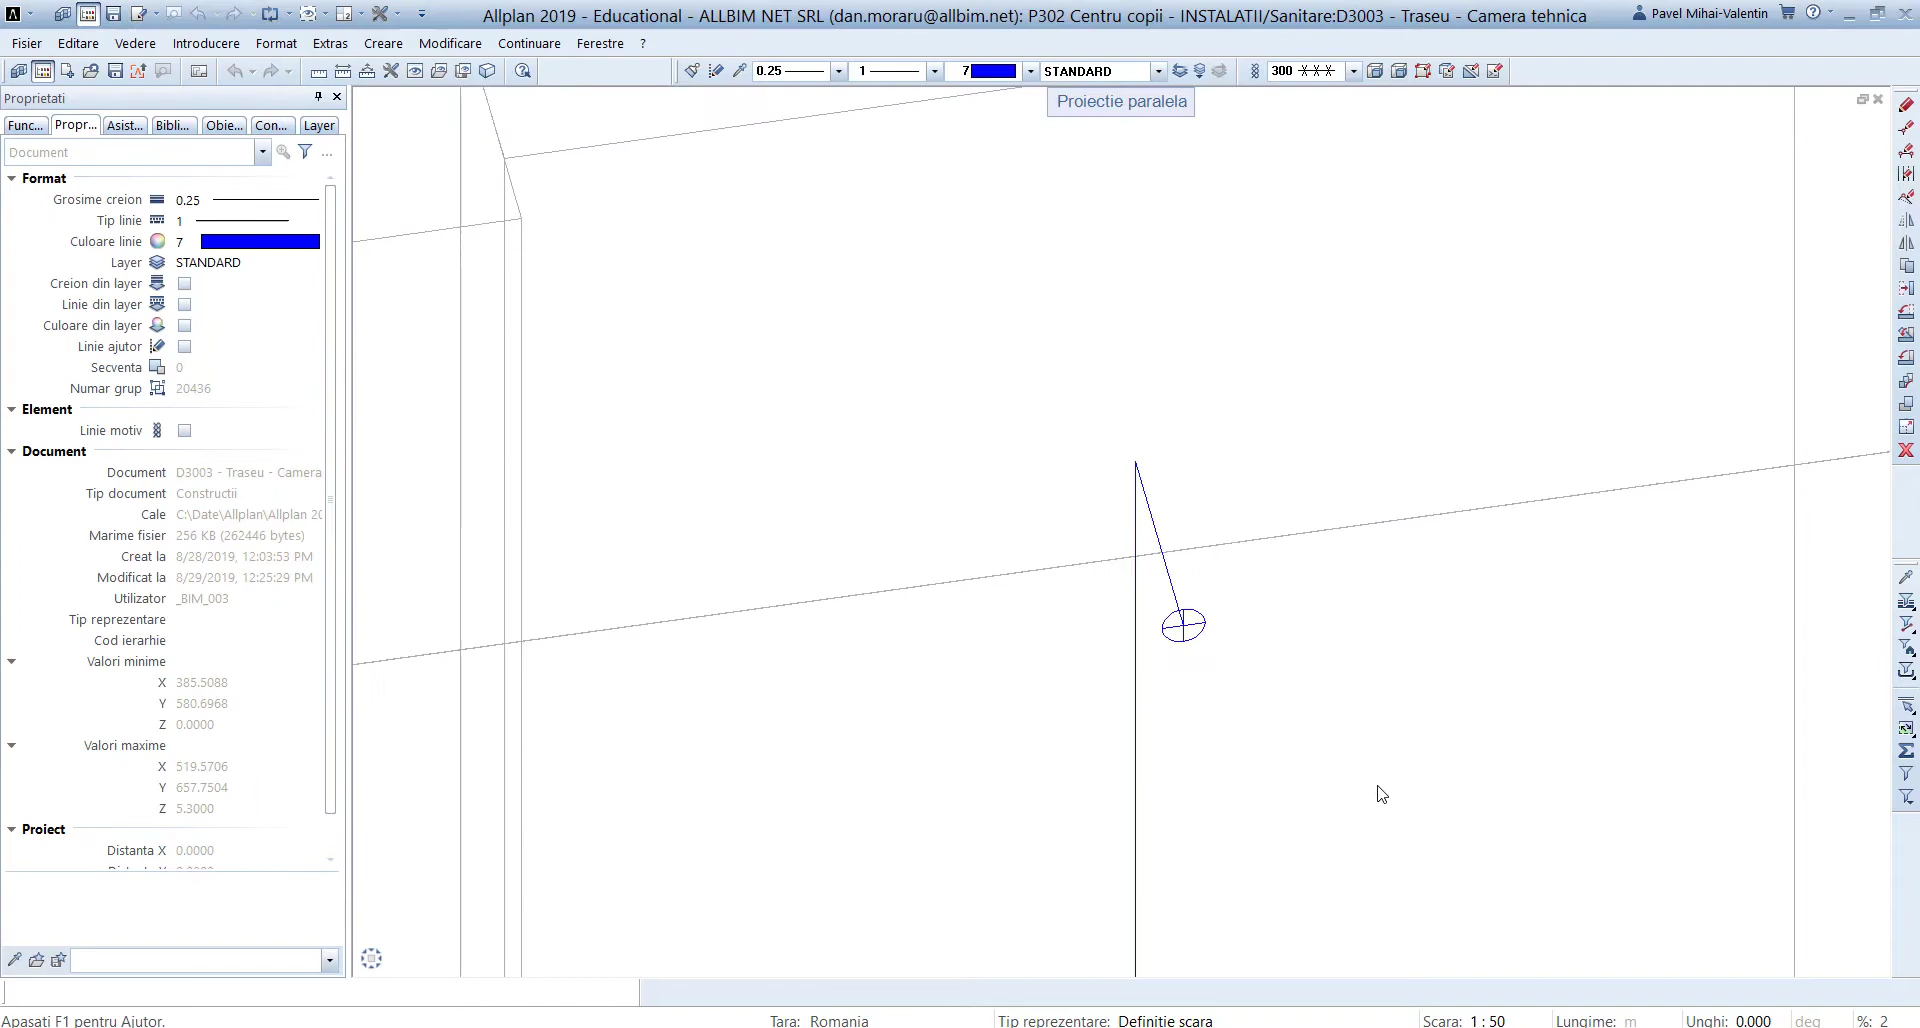 Allplan 2019 - Educational - ALLBIM NET SRL (dan.moraru@allbim.net): P302 Centru copii - INSTALATII/Sanitare:D3003 - Traseu - Camera tehnica
Pavel Mihai-Valentin
Fisier Editare Vedere Introducere Format Extras Creare Modificare Continuare Ferestre ?
0.25 1 7 STANDARD 300
Proprietati
Proiectie paralela
Func... Propr... Asist... Bibli... Obie... Con... Layer
Document
...
Format
Grosime creion 0.25
Tip linie 1
Culoare linie 7
Layer STANDARD
Creion din layer
Linie din layer
Culoare din layer
Linie ajutor
Secventa 0
Numar grup 20436
Element
Linie motiv
Document
Document D3003 - Traseu - Camera
Tip document Constructii
Cale C:\Date\Allplan\Allplan 20
Marime fisier 256 KB (262446 bytes)
Creat la 8/28/2019, 12:03:53 PM
Modificat la 8/29/2019, 12:25:29 PM
Utilizator _BIM_003
Tip reprezentare
Cod ierarhie
Valori minime
X 385.5088
Y 580.6968
Z 0.0000
Valori maxime
X 519.5706
Y 657.7504
Z 5.3000
Proiect
Distanta X 0.0000
Apasati F1 pentru Ajutor.
Tara: Romania
Tip reprezentare: Definitie scara
Scara: 1 : 50
Lungime: m
Unghi: 0.000 deg
%: 2